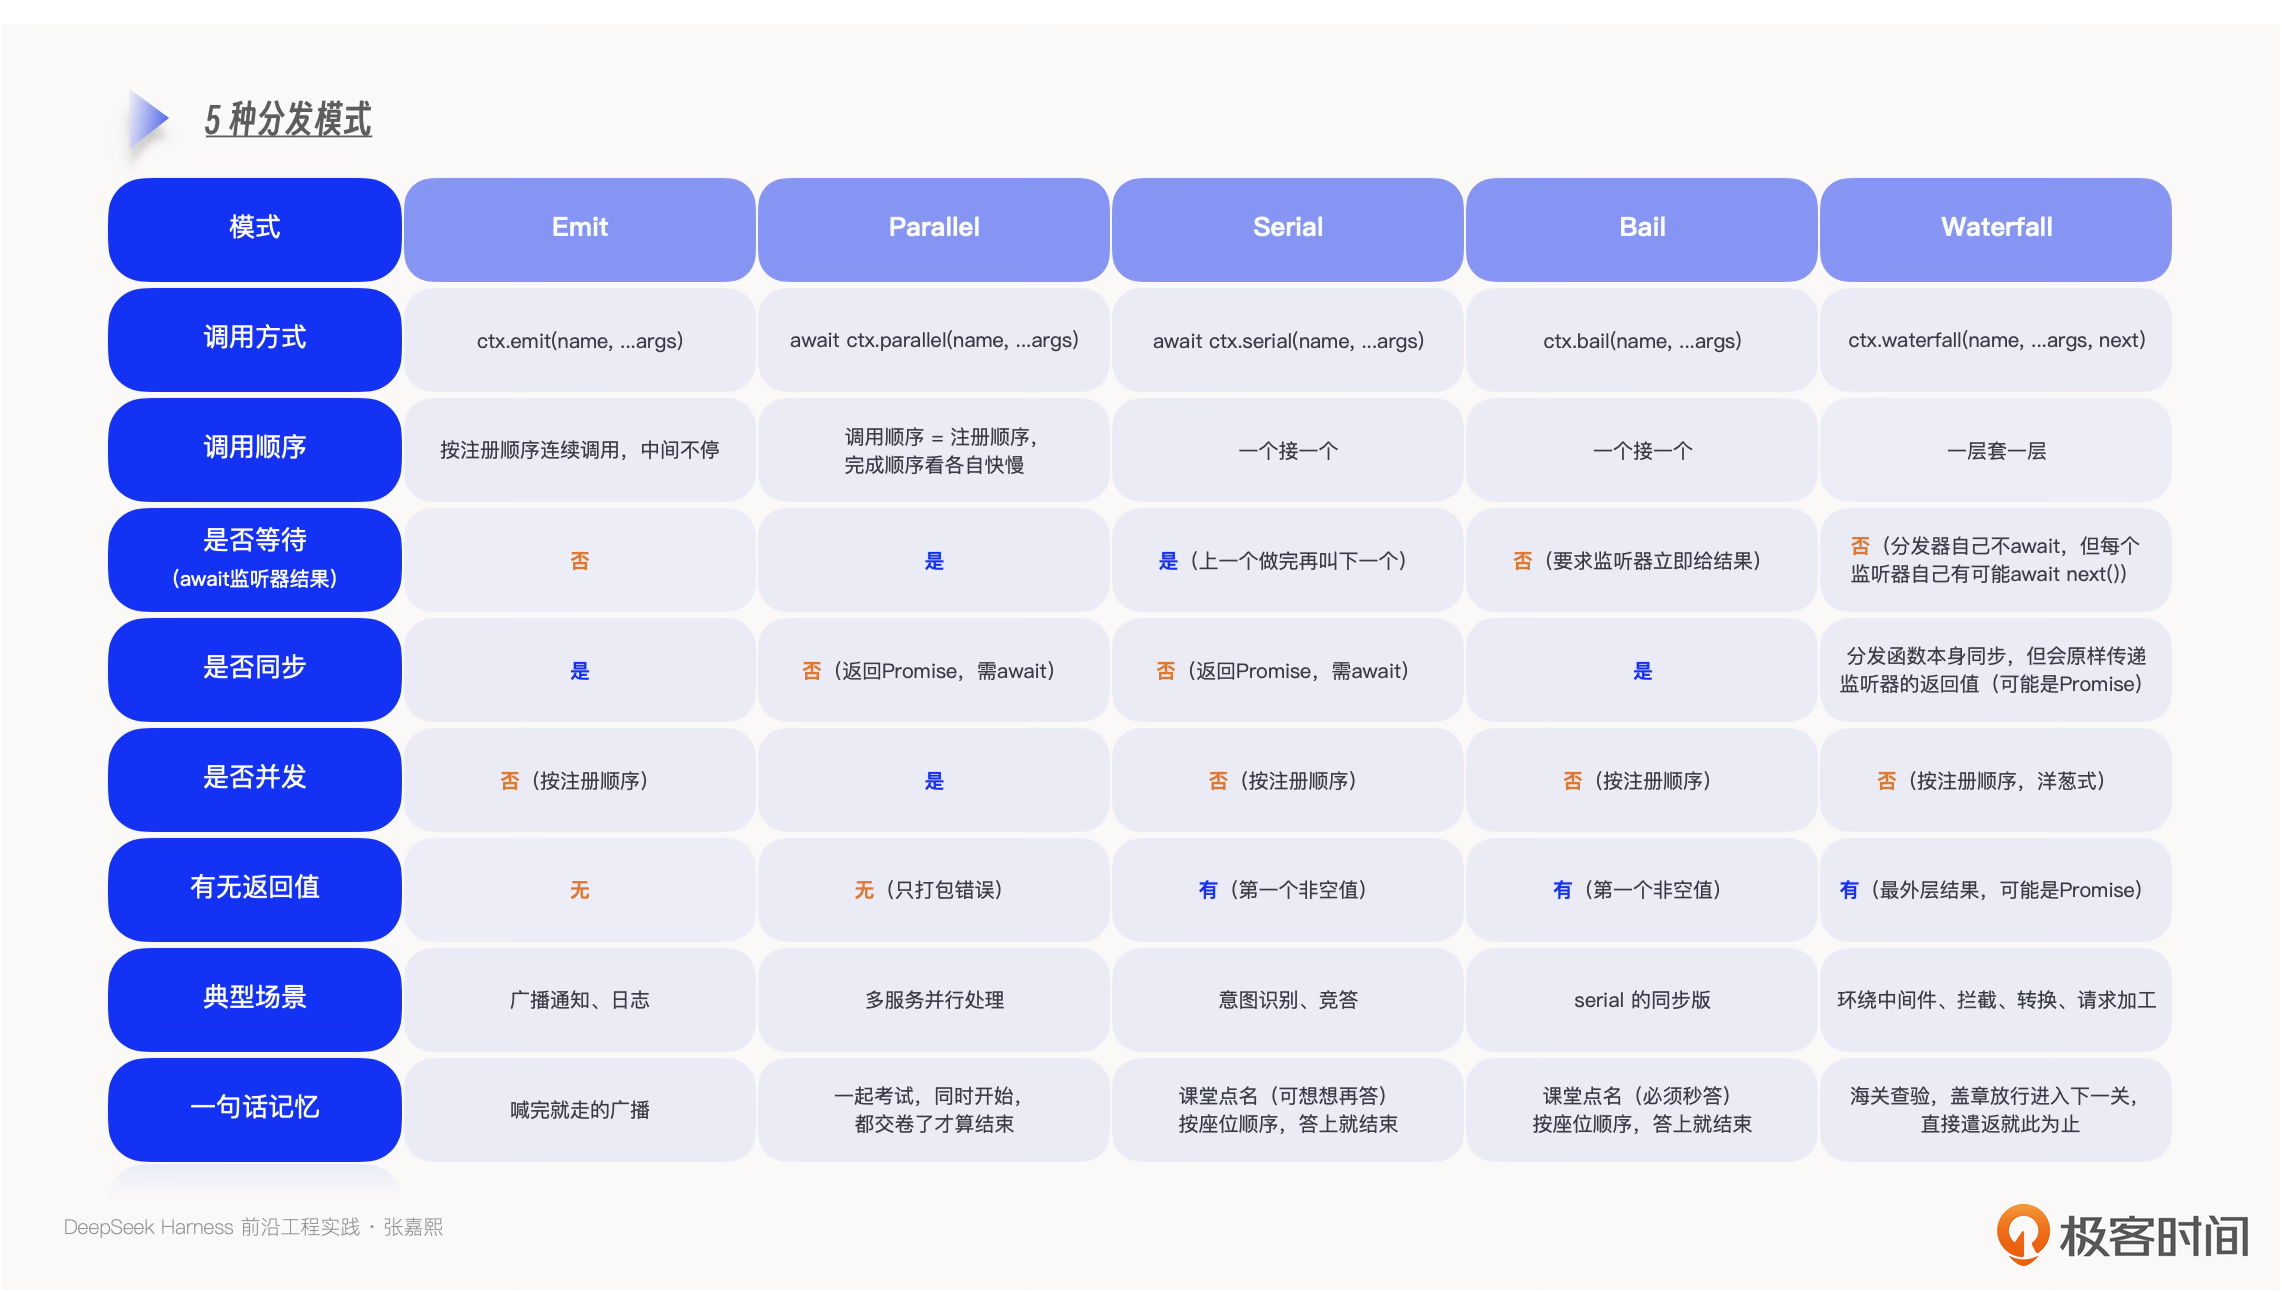 5 种分发模式
模式
Emit
Parallel
Serial
Bail
Waterfall
调用方式
ctx.emit(name, ...args)
await ctx.parallel(name, ...args)
await ctx.serial(name, ...args)
ctx.bail(name, ...args)
ctx.waterfall(name, ...args, next)
调用顺序
按注册顺序连续调用，中间不停
调用顺序 = 注册顺序，
完成顺序看各自快慢
一个接一个
一个接一个
一层套一层
是否等待
（await监听器结果）
否
是
是（上一个做完再叫下一个）
否（要求监听器立即给结果）
否（分发器自己不await，但每个
监听器自己有可能await next()）
是否同步
是
否（返回Promise，需await）
否（返回Promise，需await）
是
分发函数本身同步，但会原样传递
监听器的返回值（可能是Promise）
是否并发
否（按注册顺序）
是
否（按注册顺序）
否（按注册顺序）
否（按注册顺序，洋葱式）
有无返回值
无
无（只打包错误）
有（第一个非空值）
有（第一个非空值）
有（最外层结果，可能是Promise）
典型场景
广播通知、日志
多服务并行处理
意图识别、竞答
serial 的同步版
环绕中间件、拦截、转换、请求加工
一句话记忆
喊完就走的广播
一起考试，同时开始，
都交卷了才算结束
课堂点名（可想想再答）
按座位顺序，答上就结束
课堂点名（必须秒答）
按座位顺序，答上就结束
海关查验，盖章放行进入下一关，
直接遣返就此为止
DeepSeek Harness 前沿工程实践 · 张嘉熙
极客时间